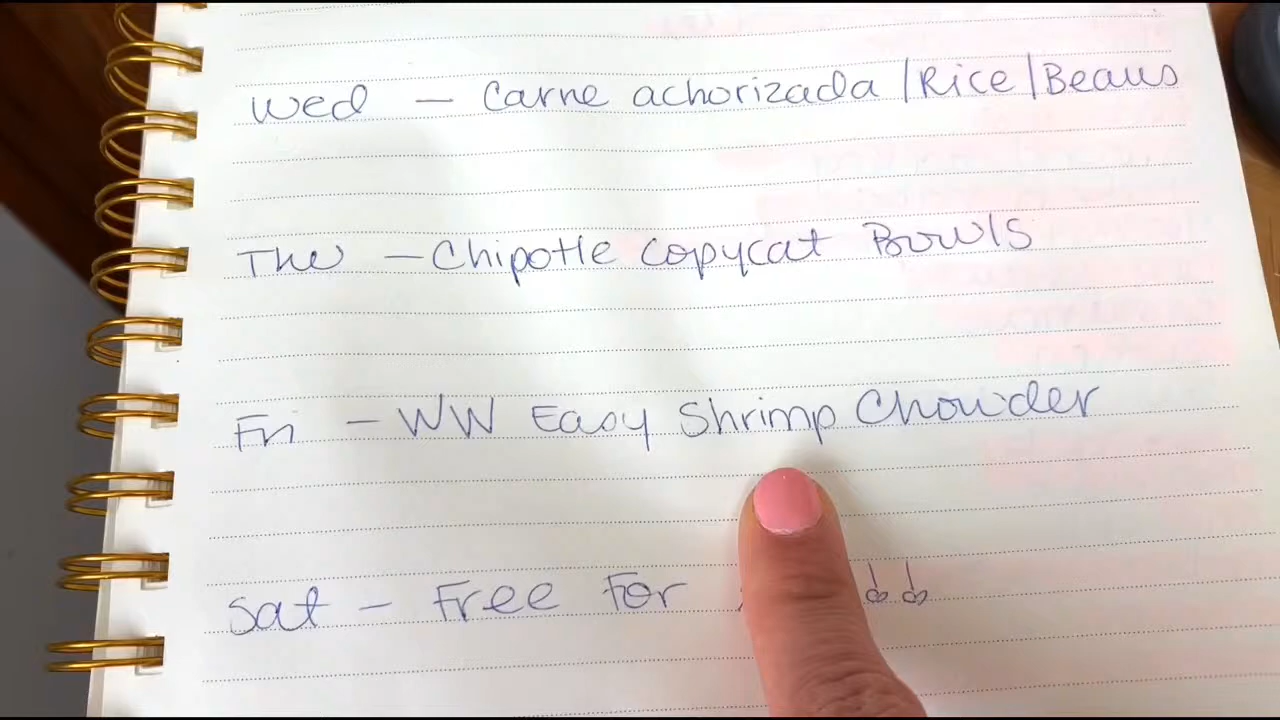 Wed — Carne achorizada / Rice / Beans
Thu — Chipotle copycat Bowls
Fri — WW Easy Shrimp Chowder
Sat — Free For !!